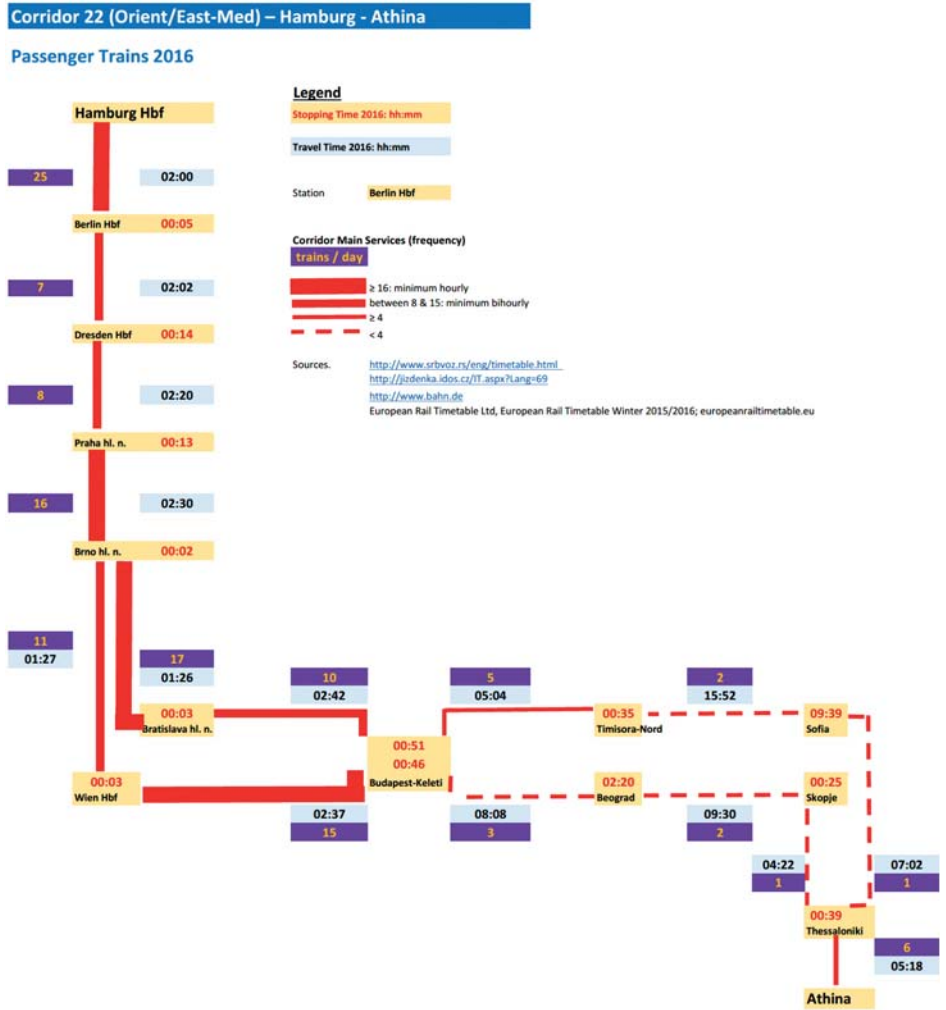 Corridor 22 (Orient/East-Med) – Hamburg - Athina
Passenger Trains 2016
Legend
Stopping Time 2016: hh:mm
Travel Time 2016: hh:mm
Station Berlin Hbf
Corridor Main Services (frequency)
trains / day
≥ 16: minimum hourly
between 8 & 15: minimum bihourly
≥ 4
< 4
Sources. http://www.srbvoz.rs/eng/timetable.html
http://jizdenka.idos.cz/IT.aspx?Lang=69
http://www.bahn.de
European Rail Timetable Ltd, European Rail Timetable Winter 2015/2016; europeanrailtimetable.eu
Hamburg Hbf
25 02:00
Berlin Hbf 00:05
7 02:02
Dresden Hbf 00:14
8 02:20
Praha hl. n. 00:13
16 02:30
Brno hl. n. 00:02
11
01:27
17
01:26
10
02:42
5
05:04
2
15:52
00:03
Bratislava hl. n.
00:51
00:46
Budapest-Keleti
00:35
Timisora-Nord
09:39
Sofia
00:03
Wien Hbf
02:20
Beograd
00:25
Skopje
02:37
15
08:08
3
09:30
2
04:22
1
07:02
1
00:39
Thessaloniki
6
05:18
Athina